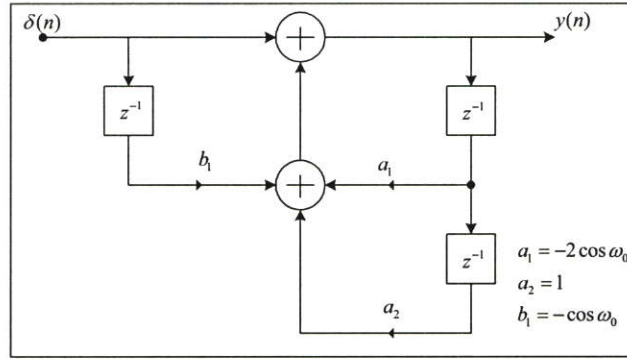 δ(n)
y(n)
+
z⁻¹
z⁻¹
b₁
+
a₁
z⁻¹
a₁ = −2 cos ω₀
a₂ = 1
b₁ = −cos ω₀
a₂